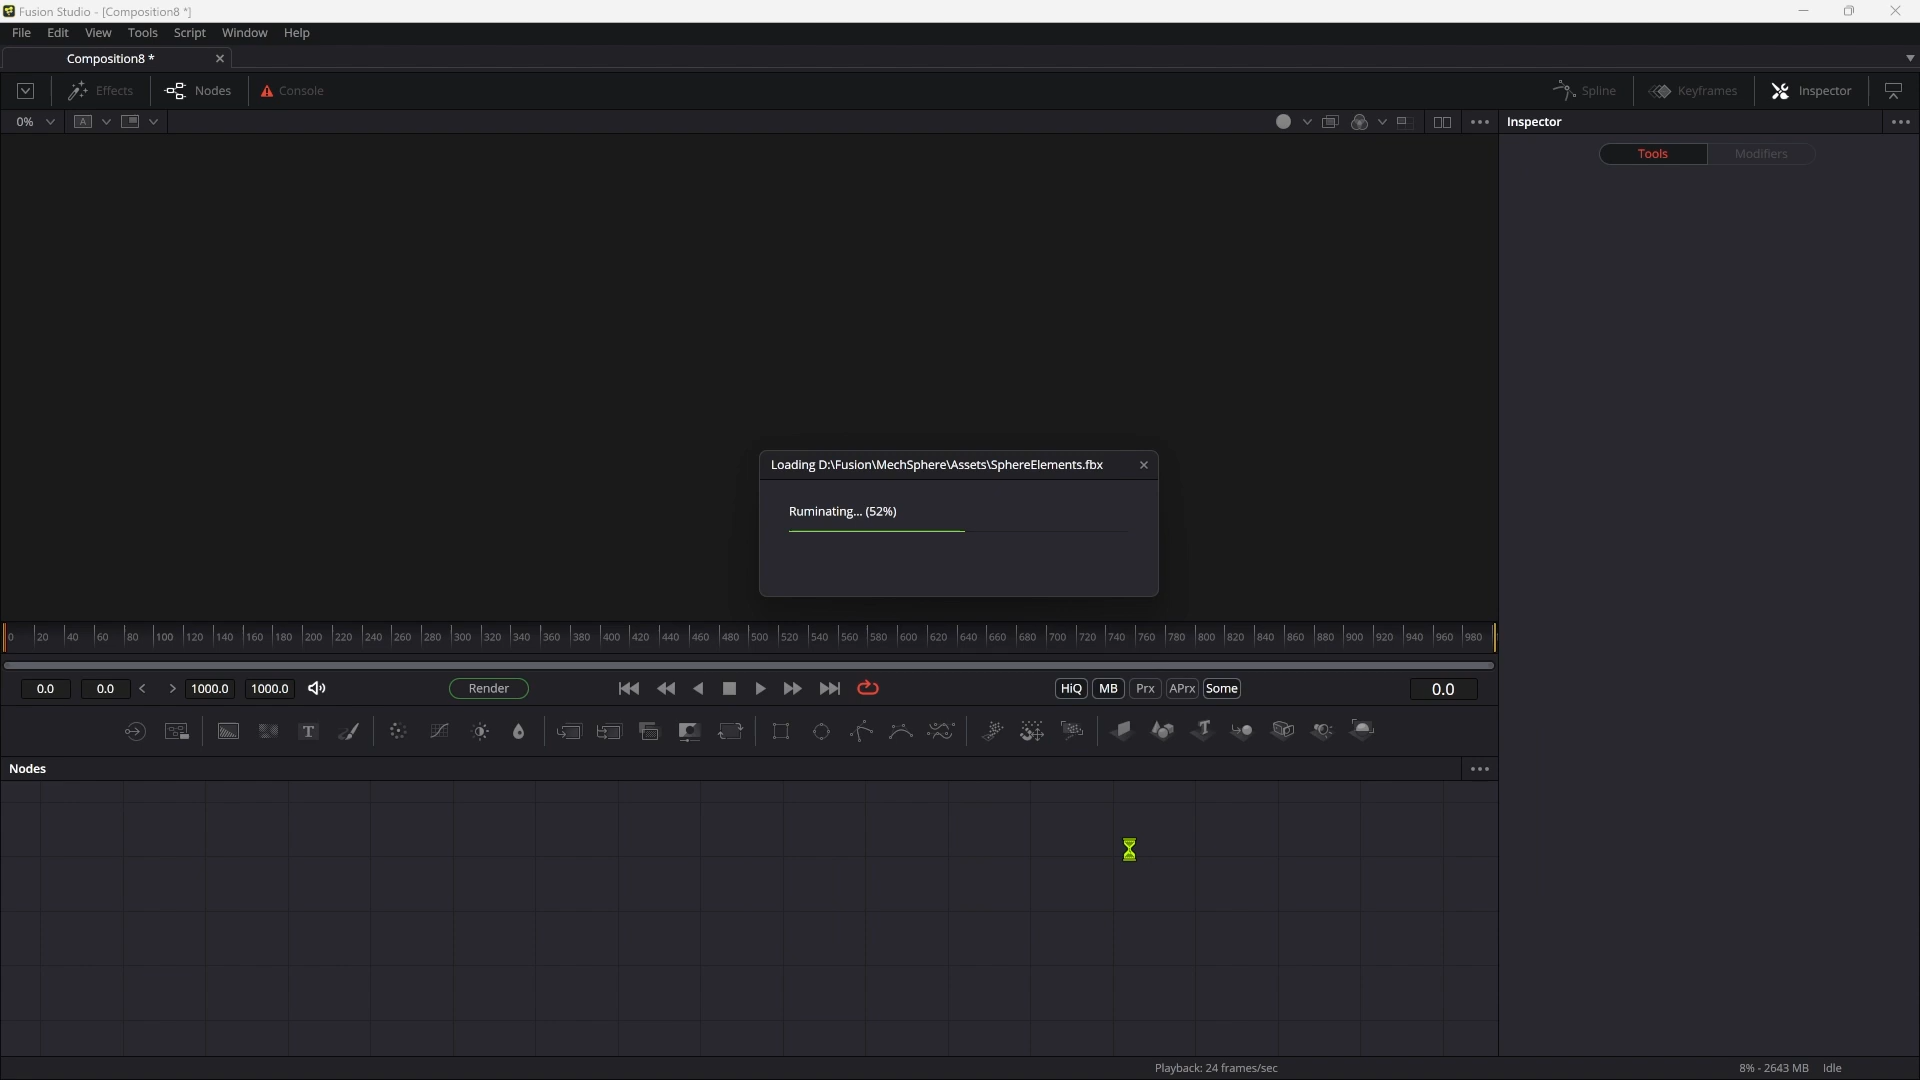 Fusion Studio - [Composition8 *]
File Edit View Tools Script Window Help
Composition8 *
Effects Nodes Console Spline Keyframes Inspector
0% A Inspector
Tools Modifiers
Loading D:\Fusion\MechSphere\Assets\SphereElements.fbx
Ruminating... (52%)
0 20 40 60 80 100 120 140 160 180 200 220 240 260 280 300 320 340 360 380 400 420 440 460 480 500 520 540 560 580 600 620 640 660 680 700 720 740 760 780 800 820 840 860 880 900 920 940 960 980
0.0 0.0 < > 1000.0 1000.0 Render HiQ MB Prx APrx Some 0.0
T T
Nodes
Playback: 24 frames/sec 8% - 2643 MB Idle